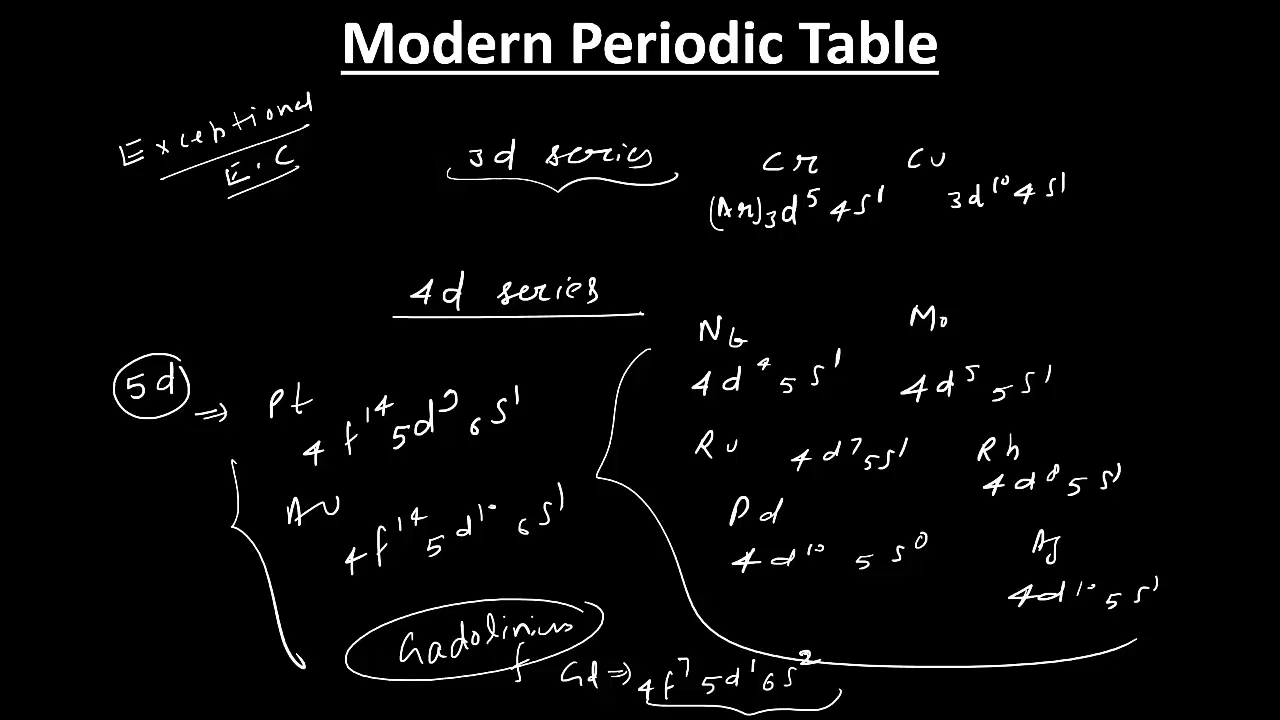 Modern Periodic Table
Exceptional
E.C
3d series
Cr
(Ar) 3d⁵ 4s¹
Cu
3d¹⁰ 4s¹
4d series
Nb
4d⁴ 5s¹
Mo
4d⁵ 5s¹
Ru 4d⁷ 5s¹
Rh
4d⁸ 5s¹
Pd
4d¹⁰ 5s⁰
Ag
4d¹⁰ 5s¹
5d ⇒ Pt
4f¹⁴ 5d⁹ 6s¹
Au
4f¹⁴ 5d¹⁰ 6s¹
Gadolinium
f
Gd ⇒ 4f⁷ 5d¹ 6s²